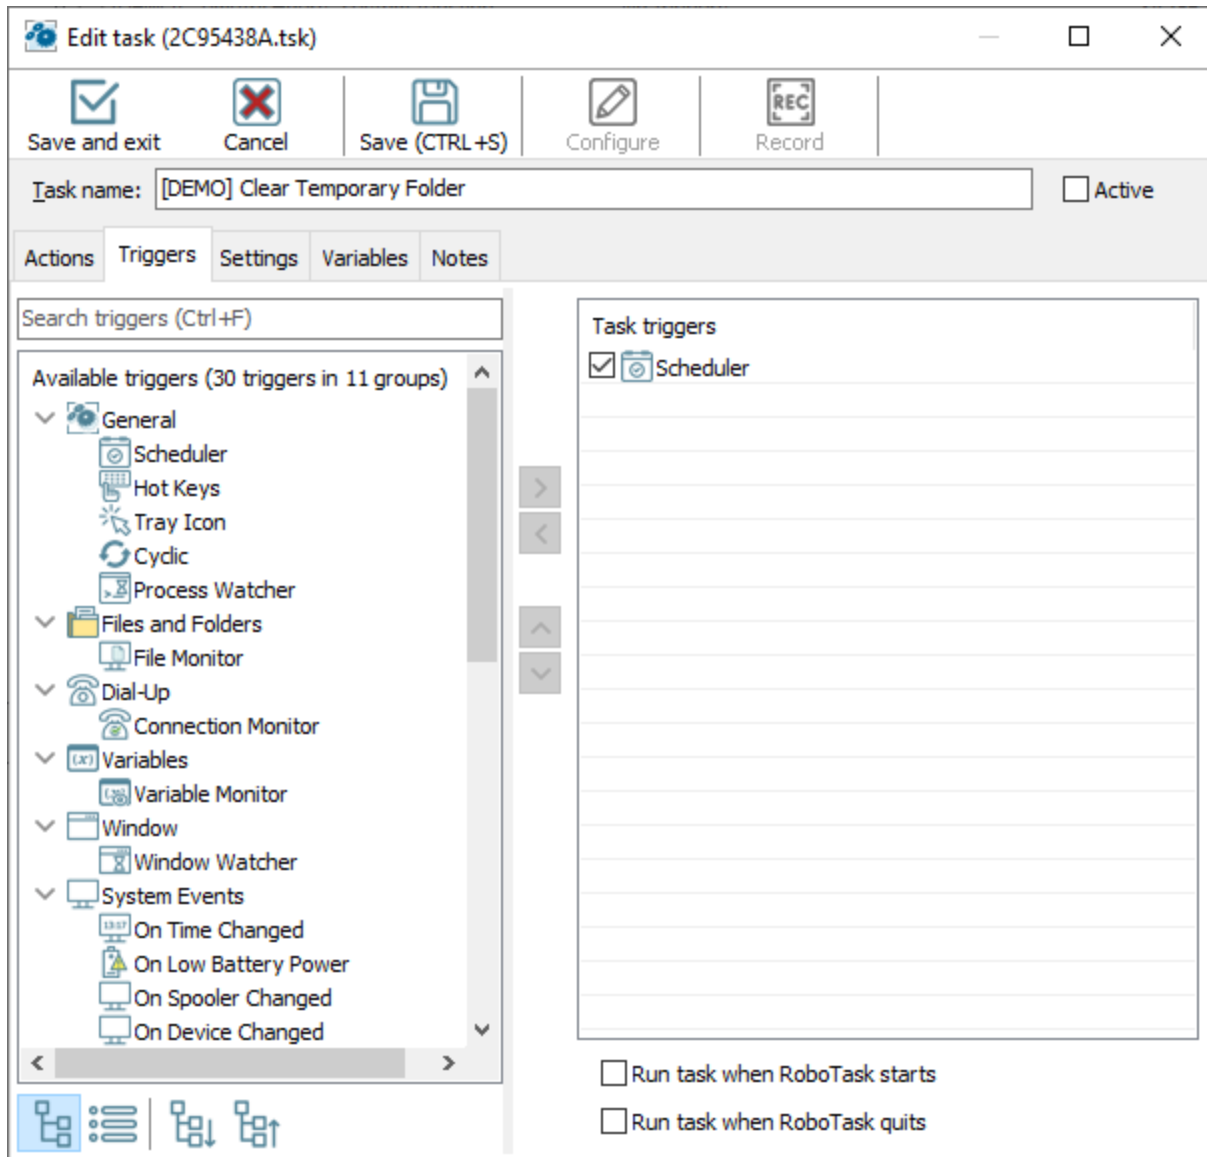 Edit task (2C95438A.tsk)
Save and exit
Cancel
Save (CTRL+S)
Configure
REC
Record
Task name:
[DEMO] Clear Temporary Folder
Active
Actions
Triggers
Settings
Variables
Notes
Search triggers (Ctrl+F)
Available triggers (30 triggers in 11 groups)
General
Scheduler
Hot Keys
Tray Icon
Cyclic
Process Watcher
Files and Folders
File Monitor
Dial-Up
Connection Monitor
(x) Variables
Variable Monitor
Window
Window Watcher
System Events
13:17 On Time Changed
On Low Battery Power
On Spooler Changed
On Device Changed
Task triggers
Scheduler
Run task when RoboTask starts
Run task when RoboTask quits